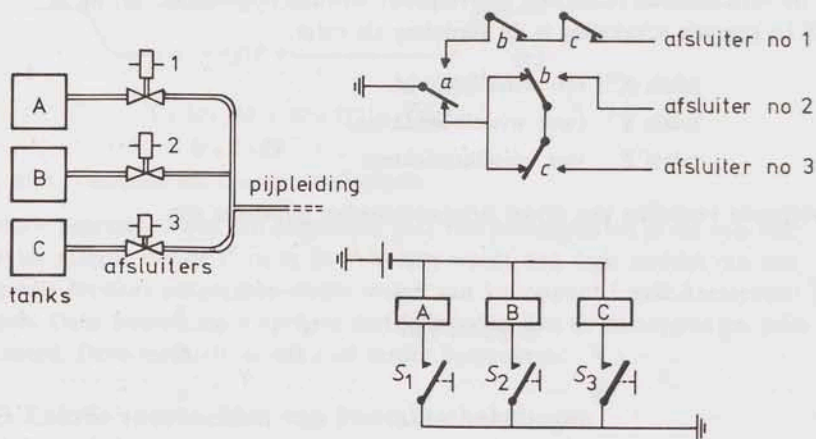 1
A
2
B
pijpleiding
3
C
afsluiters
tanks
b
c
afsluiter no 1
a
b
afsluiter no 2
c
afsluiter no 3
A
B
C
S1
S2
S3